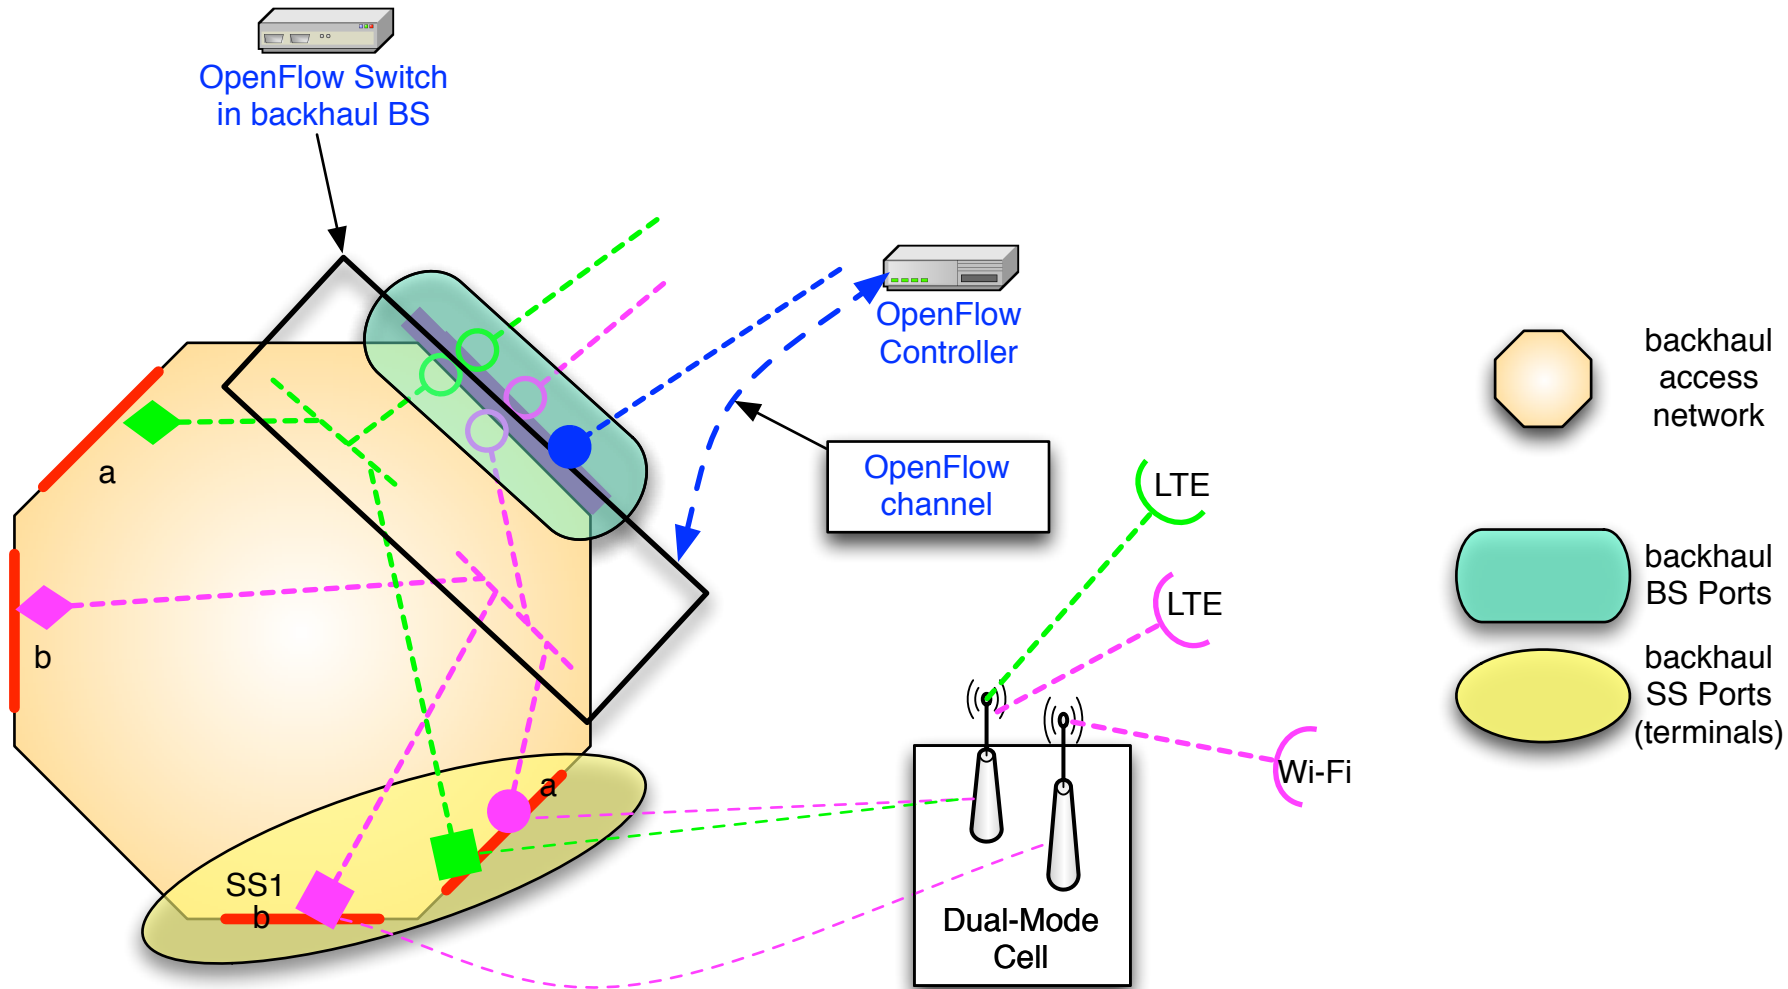 OpenFlow Switch
in backhaul BS
OpenFlow
Controller
OpenFlow
channel
a
b
SS1
b
a
LTE
LTE
Wi-Fi
Dual-Mode
Cell
backhaul
access
network
backhaul
BS Ports
backhaul
SS Ports
(terminals)